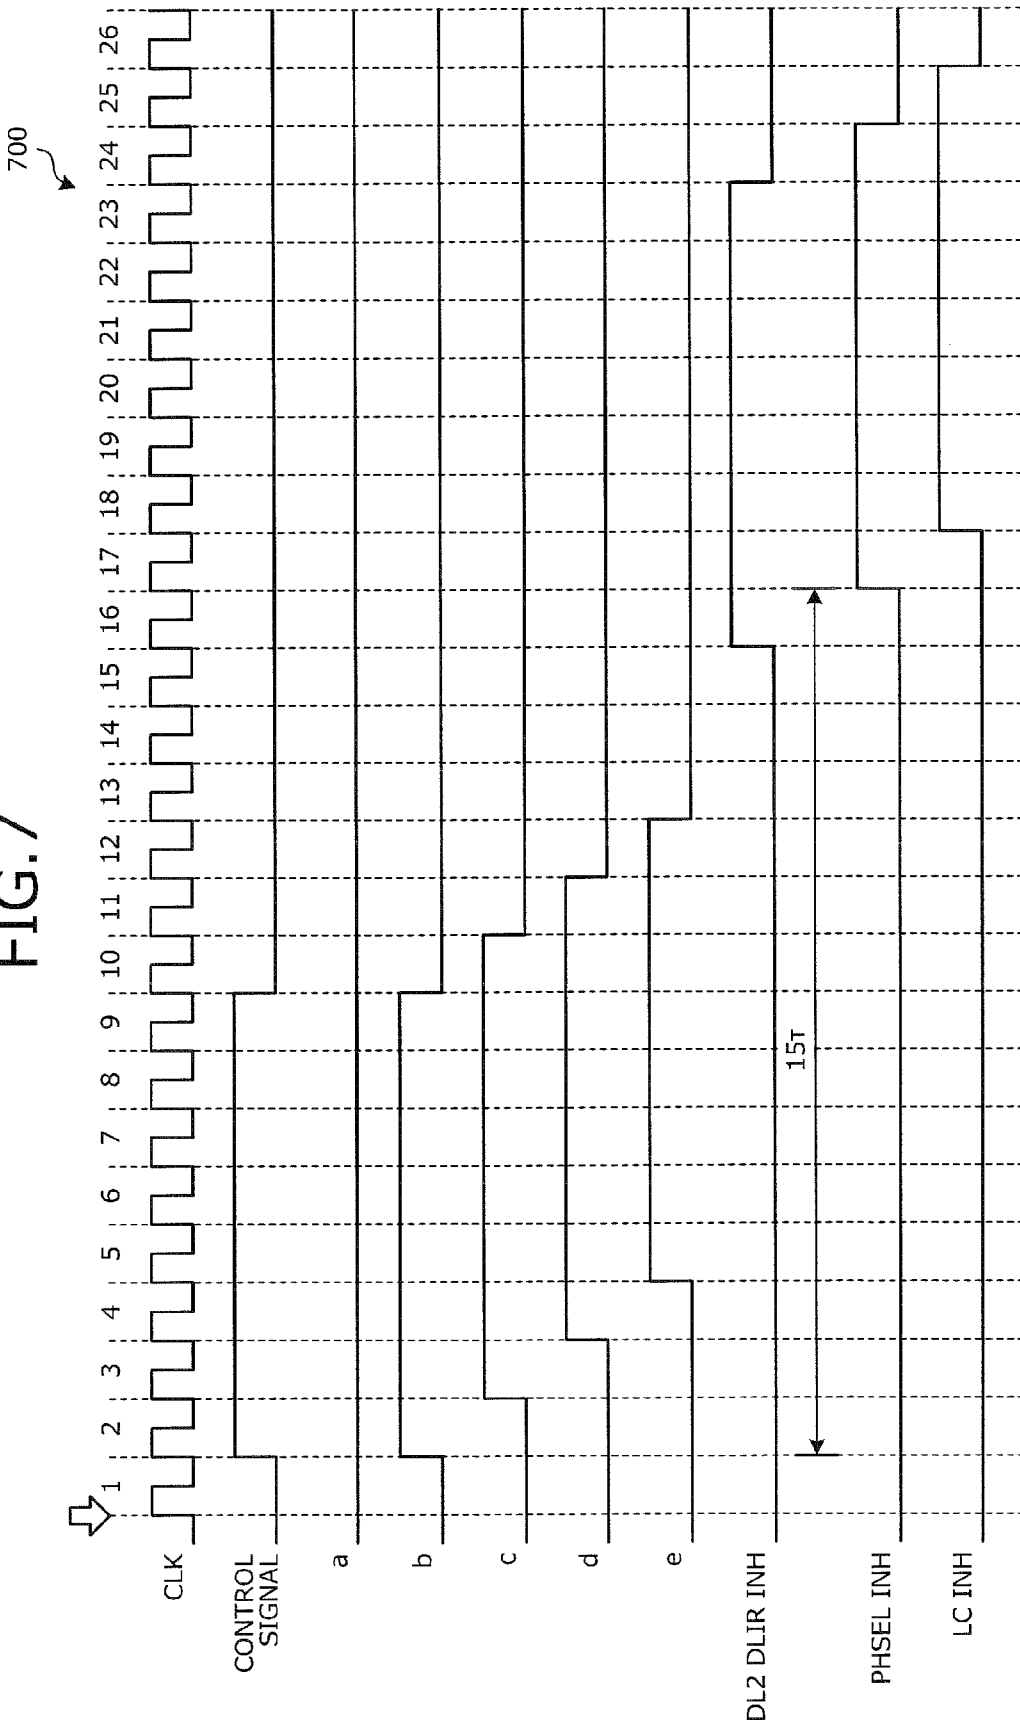 FIG.7
700
1 2 3 4 5 6 7 8 9 10 11 12 13 14 15 16 17 18 19 20 21 22 23 24 25 26
CLK
CONTROL
SIGNAL
a
b
c
d
e
DL2 DLIR INH
15τ
PHSEL INH
LC INH